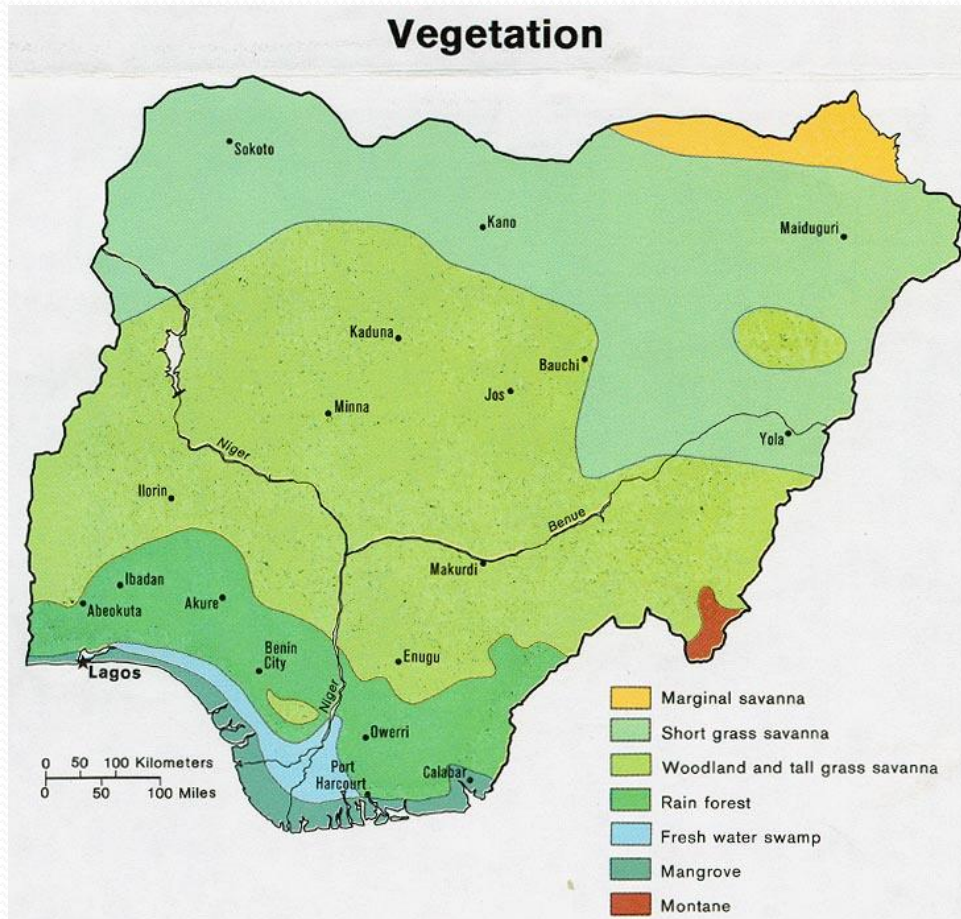 Vegetation
Sokoto
Kano
Maiduguri
Kaduna
Bauchi
Jos
Minna
Yola
Niger
Ilorin
Benue
Makurdi
Ibadan
Abeokuta
Akure
Benin
City
Enugu
Lagos
Niger
Owerri
Port
Harcourt
Calabar
0 50 100 Kilometers
0 50 100 Miles
Marginal savanna
Short grass savanna
Woodland and tall grass savanna
Rain forest
Fresh water swamp
Mangrove
Montane